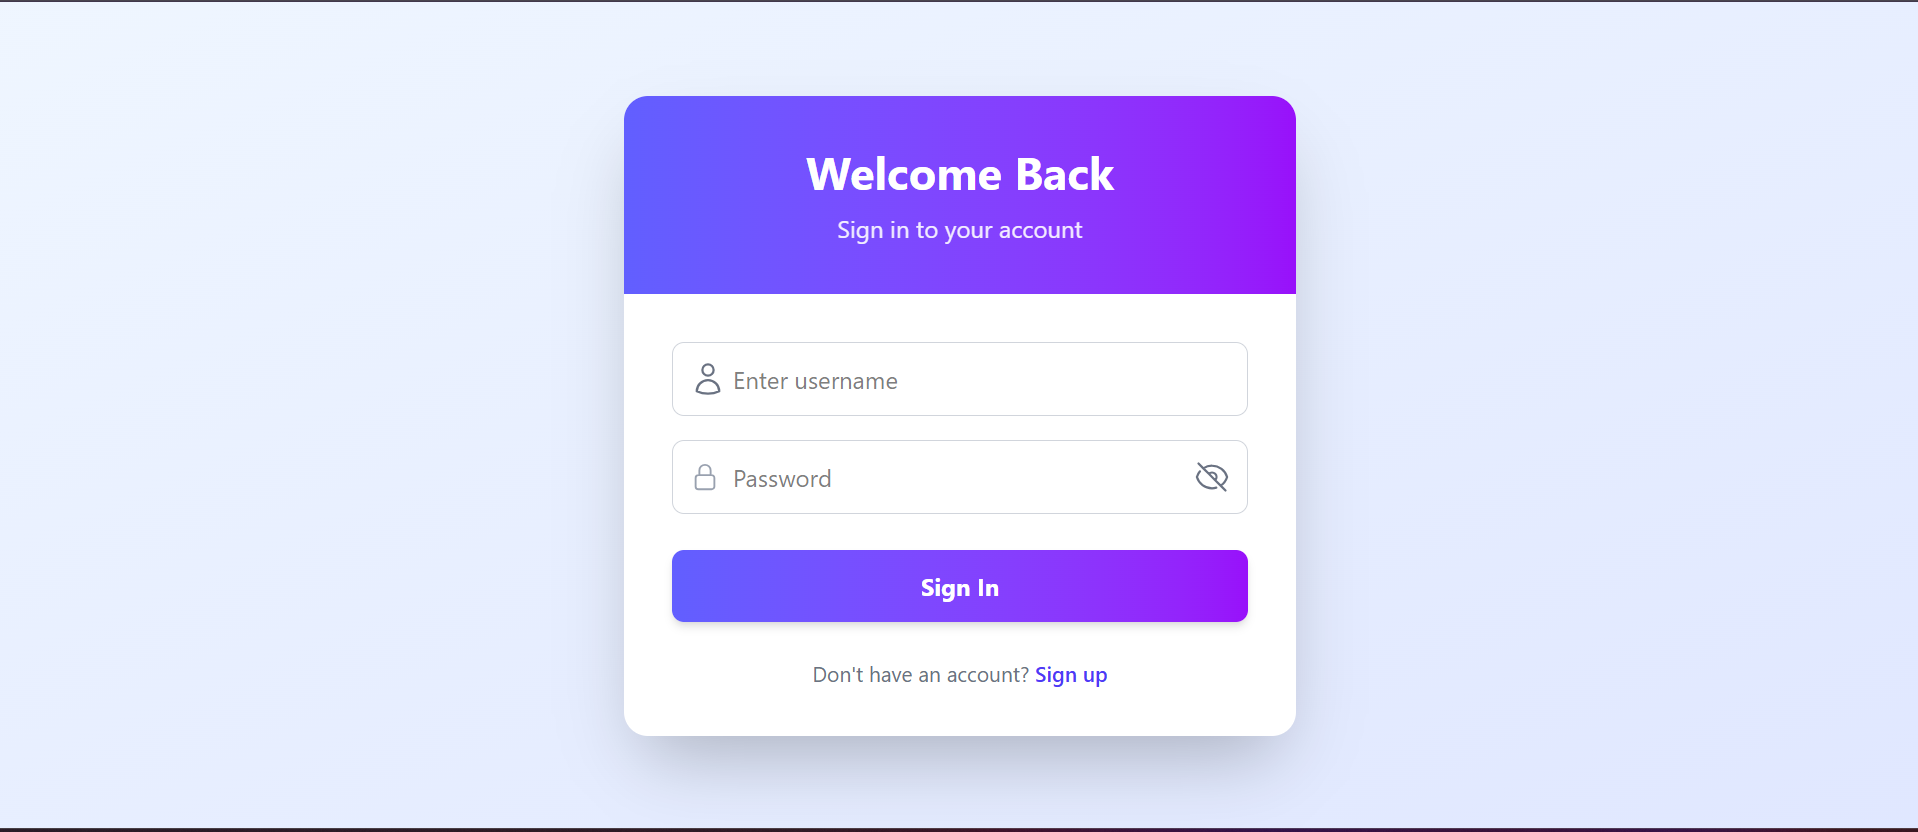 Welcome Back
Sign in to your account
Enter username
Password
Sign In
Don't have an account? Sign up